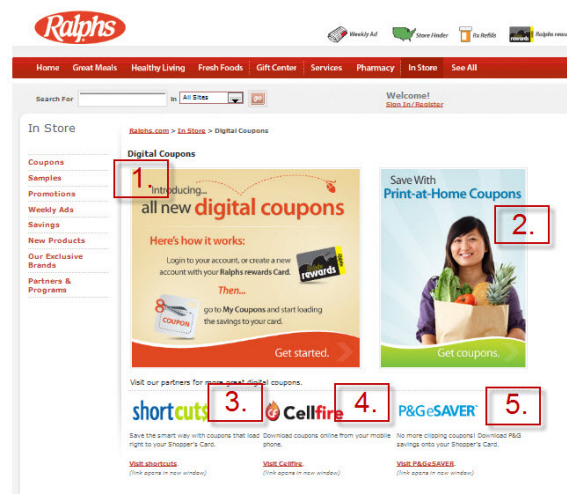 Ralphs
Weekly Ad Store Finder Rx Refills rewards Ralphs rewa
Home Great Meals Healthy Living Fresh Foods Gift Center Services Pharmacy In Store See All
Search For in All Sites go Welcome!
Sign In/Register
In Store
Ralphs.com > In Store > Digital Coupons
Digital Coupons
Coupons
Samples
Promotions
Weekly Ads
Savings
New Products
Our Exclusive
Brands
Partners &
Programs
1.
Introducing...
all new digital coupons
Here's how it works:
Login to your account, or create a new
account with your Ralphs rewards Card.
rewards
Then...
COUPON
go to My Coupons and start loading
the savings to your card.
Get started.
Save With
Print-at-Home Coupons
2.
Get coupons.
Visit our partners for more great digital coupons.
shortcuts 3.
Cellfire 4.
P&GeSAVER 5.
Save the smart way with coupons that load
right to your Shopper's Card.
Visit shortcuts.
(link opens in new window)
Download coupons online from your mobile
phone.
Visit Cellfire.
(link opens in new window)
No more clipping coupons! Download P&G
savings onto your Shopper's Card.
Visit P&GeSAVER.
(link opens in new window)